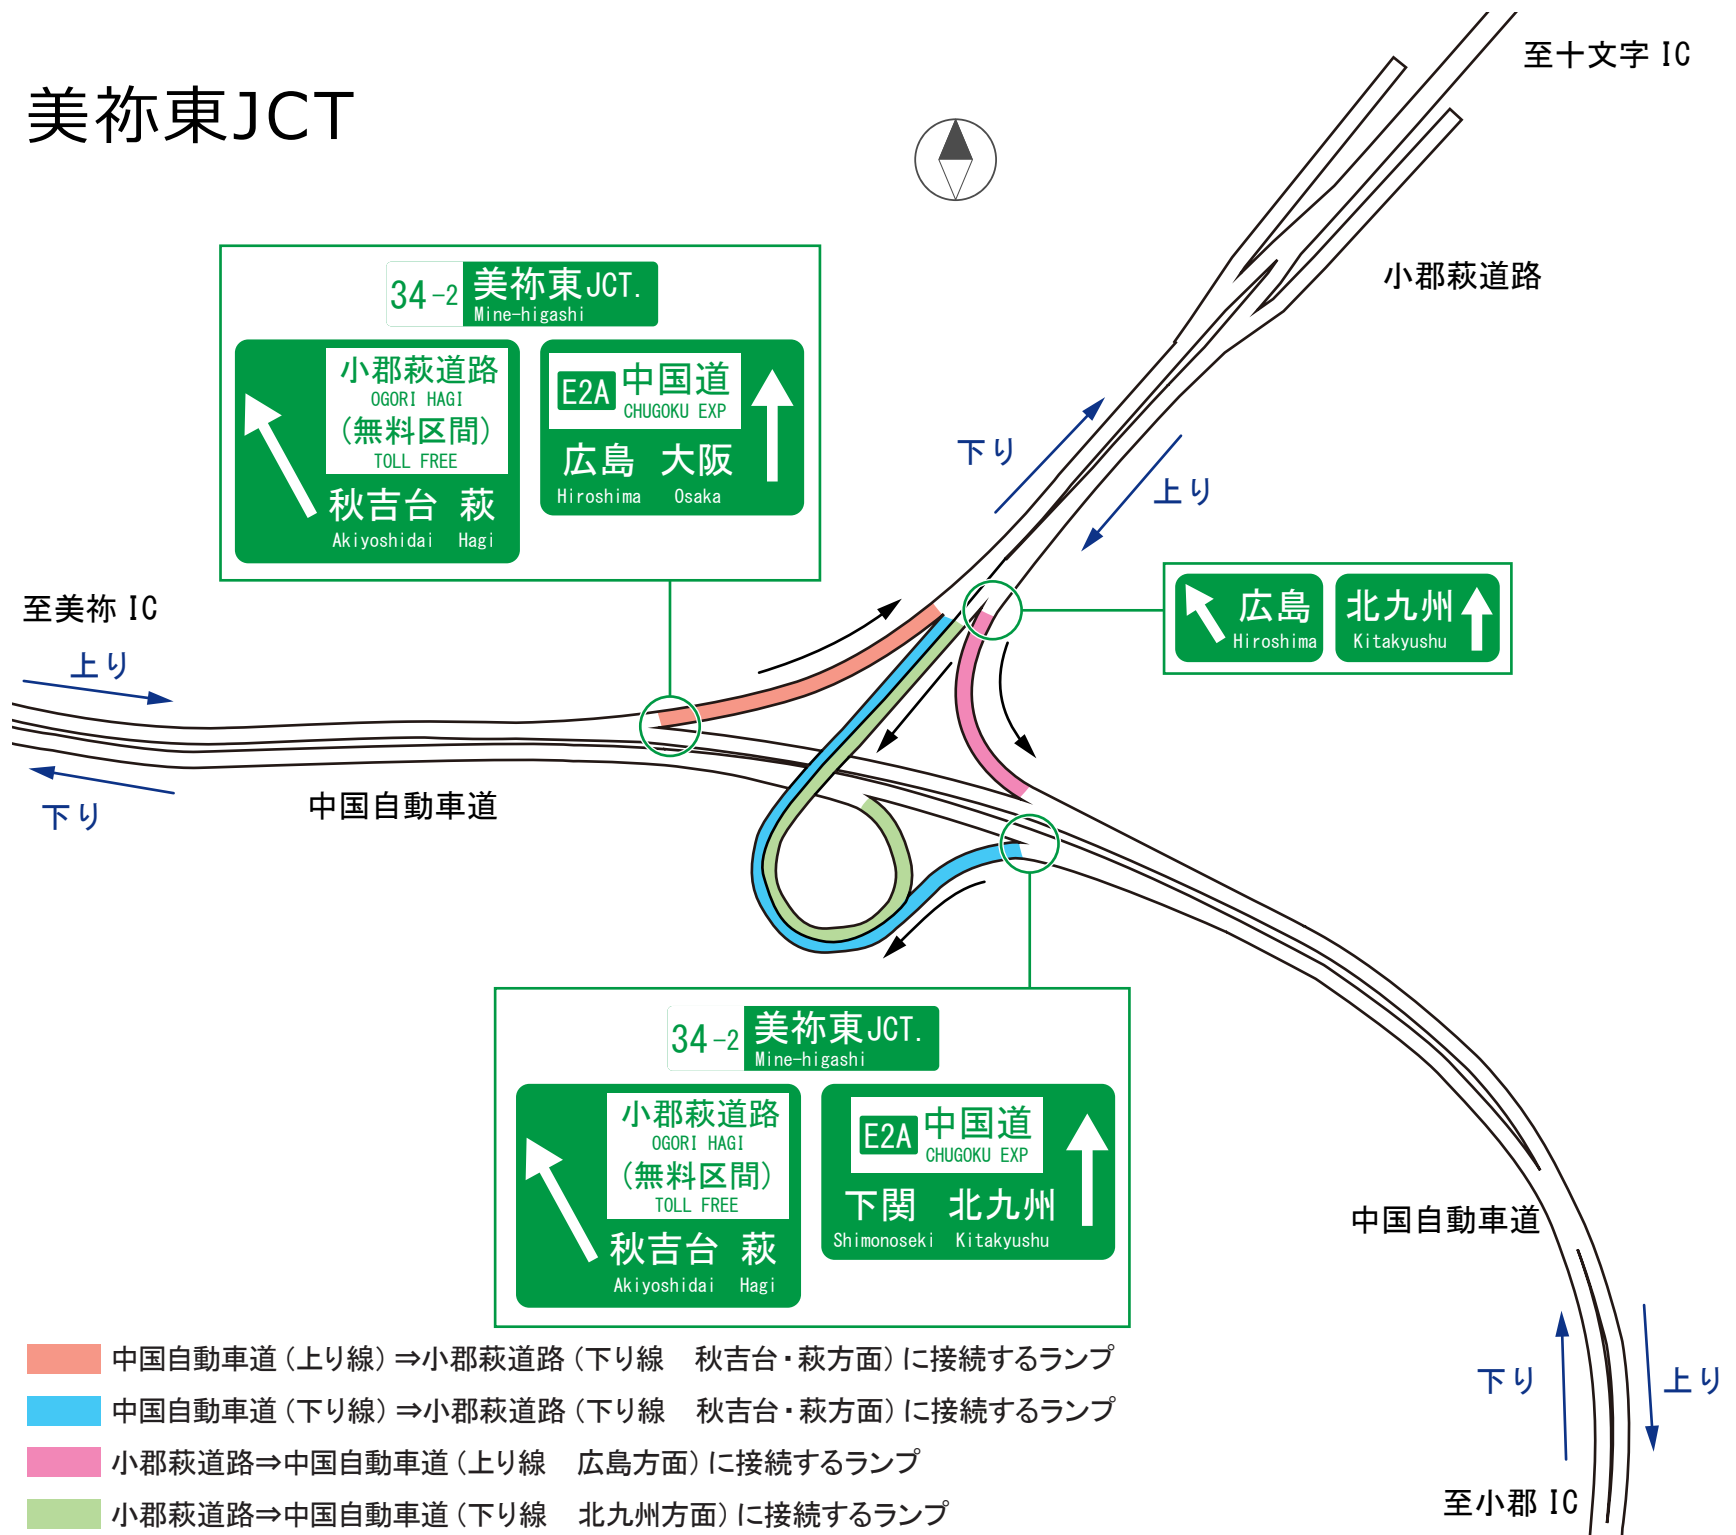 美祢東JCT
至十文字 IC
小郡萩道路
34-2 美祢東JCT.
Mine-higashi
小郡萩道路
OGORI HAGI
(無料区間)
TOLL FREE
秋吉台 萩
Akiyoshidai Hagi
E2A 中国道
CHUGOKU EXP
広島 大阪
Hiroshima Osaka
下り
上り
広島
Hiroshima
北九州
Kitakyushu
至美祢 IC
上り
下り
中国自動車道
34-2 美祢東JCT.
Mine-higashi
小郡萩道路
OGORI HAGI
(無料区間)
TOLL FREE
秋吉台 萩
Akiyoshidai Hagi
E2A 中国道
CHUGOKU EXP
下関 北九州
Shimonoseki Kitakyushu
中国自動車道
下り
上り
至小郡 IC
中国自動車道(上り線)⇒小郡萩道路(下り線 秋吉台・萩方面)に接続するランプ
中国自動車道(下り線)⇒小郡萩道路(下り線 秋吉台・萩方面)に接続するランプ
小郡萩道路⇒中国自動車道(上り線 広島方面)に接続するランプ
小郡萩道路⇒中国自動車道(下り線 北九州方面)に接続するランプ